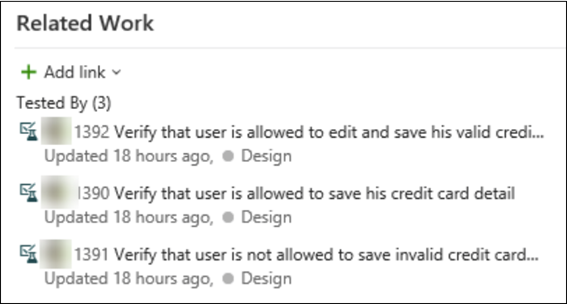 Related Work
+ Add link
Tested By (3)
1392 Verify that user is allowed to edit and save his valid credi...
Updated 18 hours ago, Design
1390 Verify that user is allowed to save his credit card detail
Updated 18 hours ago, Design
1391 Verify that user is not allowed to save invalid credit card...
Updated 18 hours ago, Design